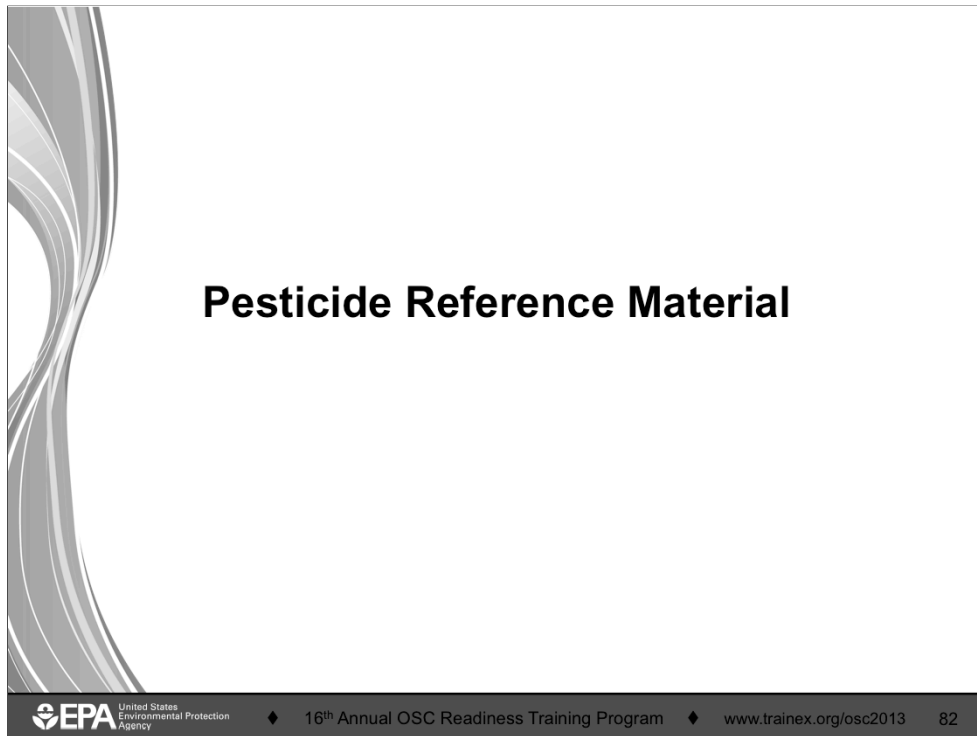 Pesticide Reference Material
EPA
United States
Environmental Protection
Agency
♦ 16th Annual OSC Readiness Training Program ♦ www.trainex.org/osc2013 82